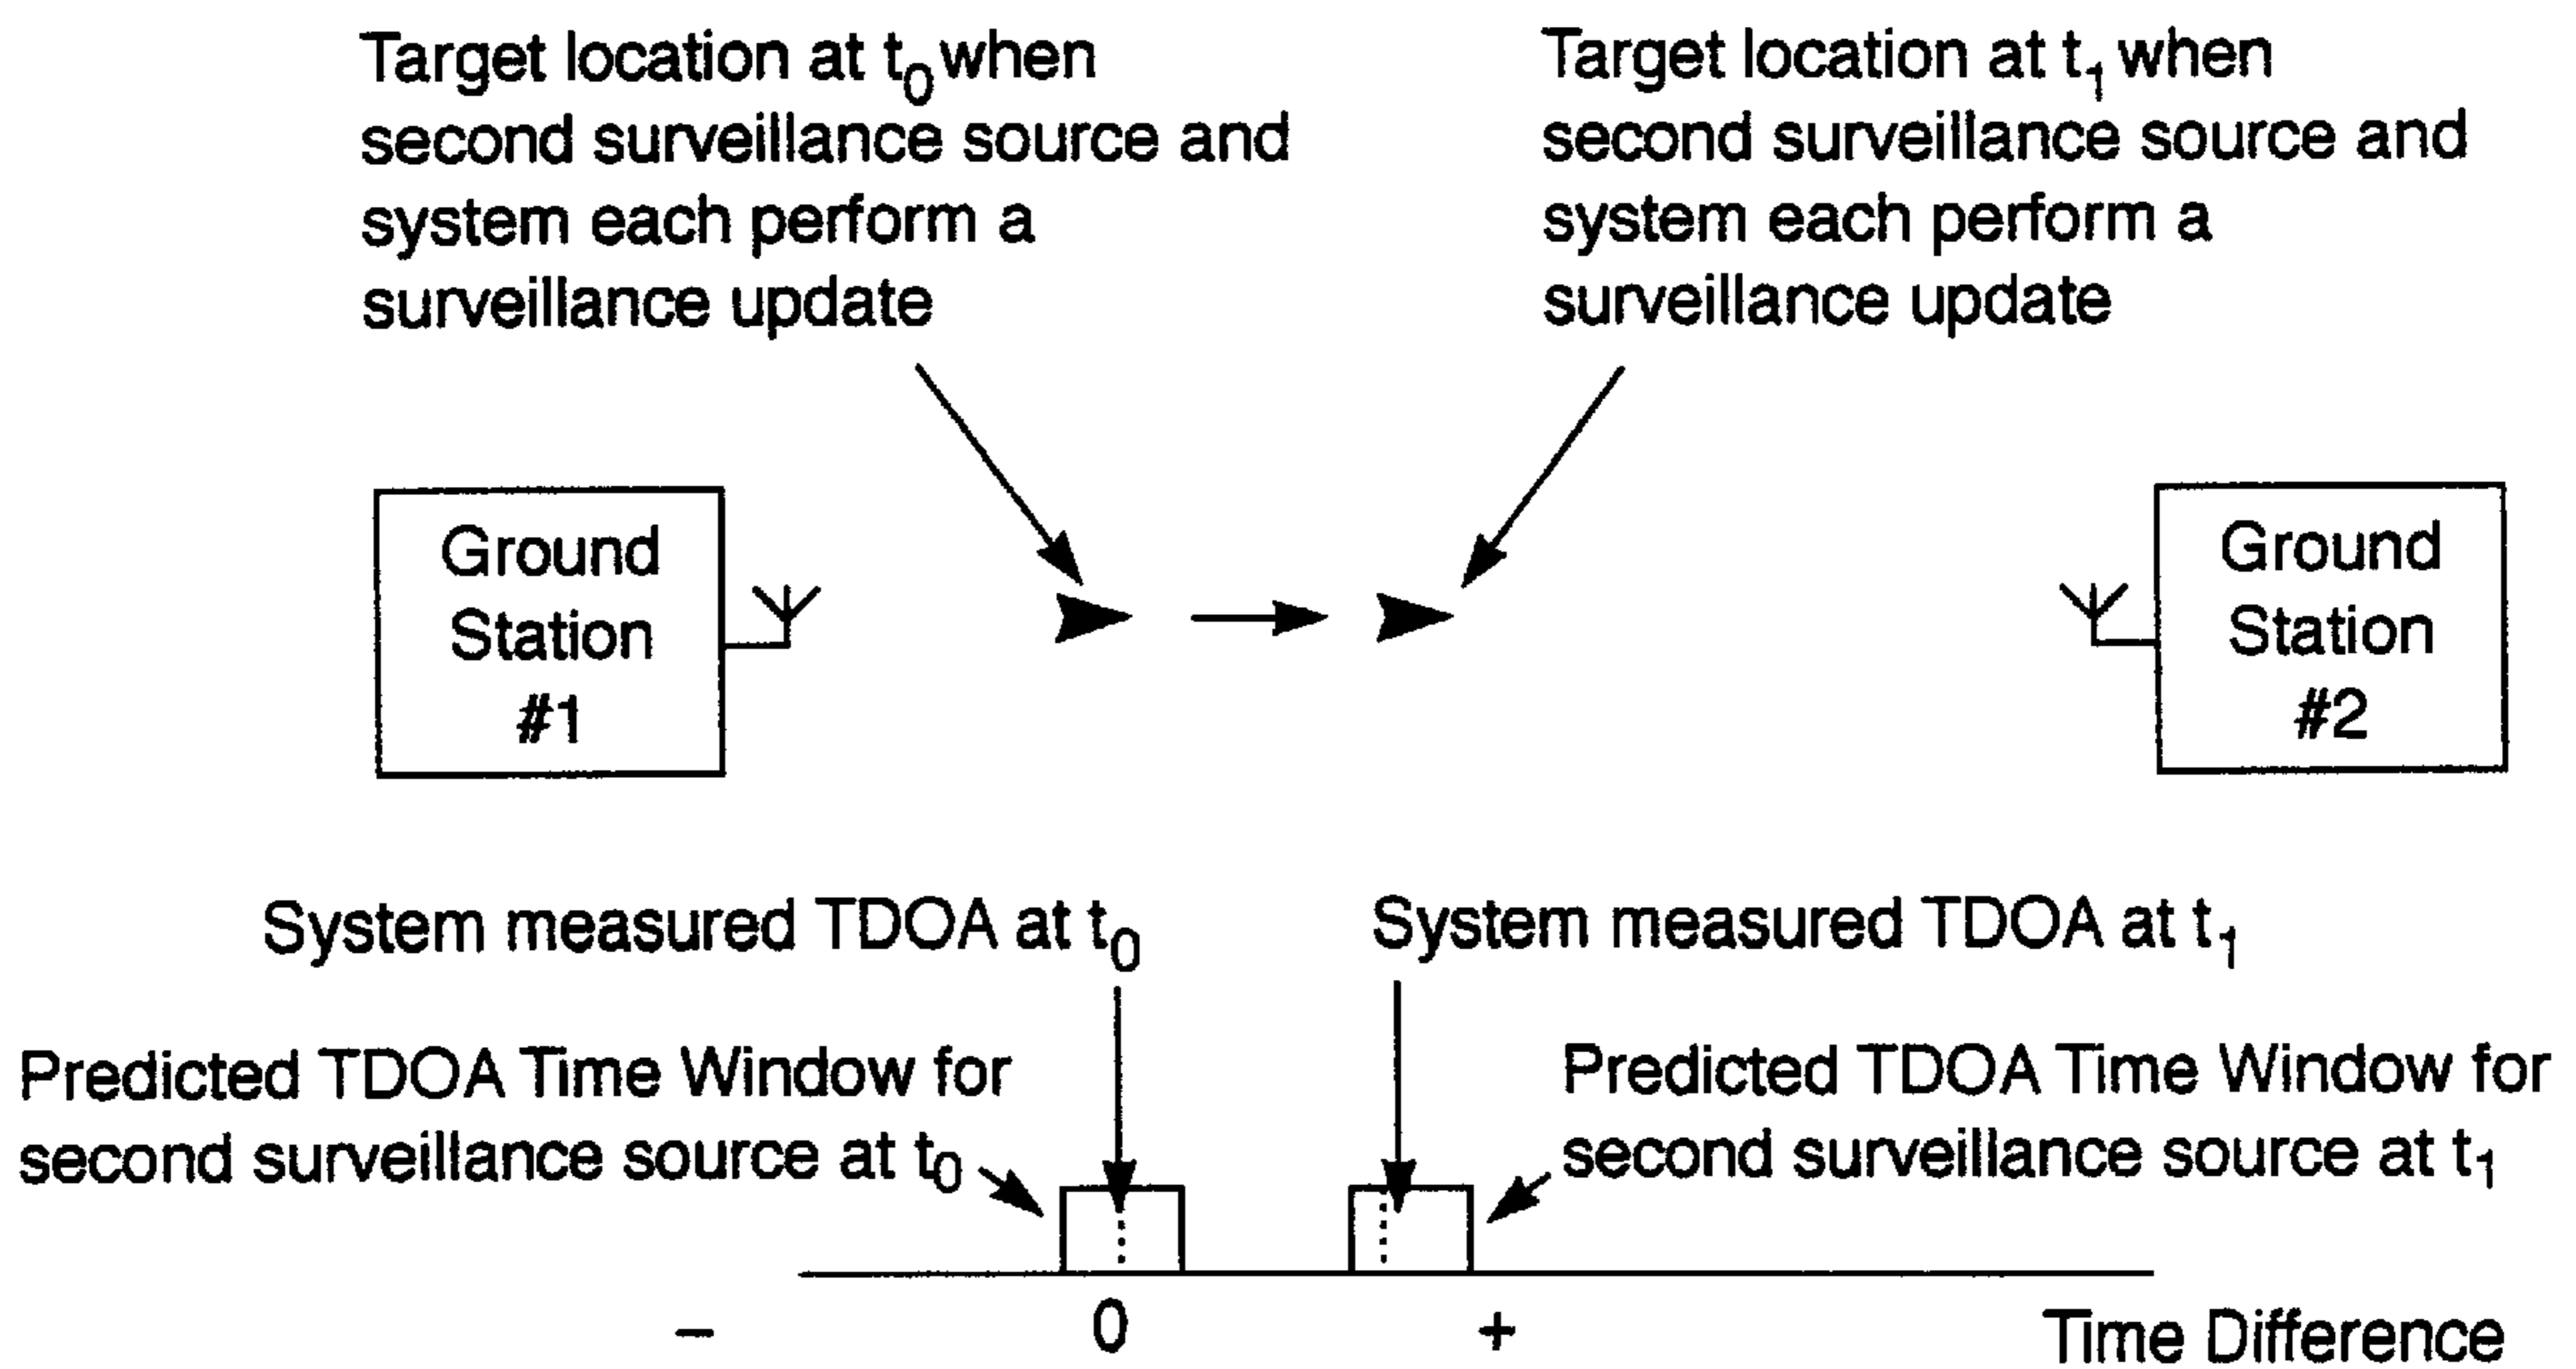 Target location at t0 when
second surveillance source and
system each perform a
surveillance update
Target location at t1 when
second surveillance source and
system each perform a
surveillance update
Ground
Station
#1
Ground
Station
#2
System measured TDOA at t0
System measured TDOA at t1
Predicted TDOA Time Window for
second surveillance source at t0
Predicted TDOA Time Window for
second surveillance source at t1
– 0 + Time Difference